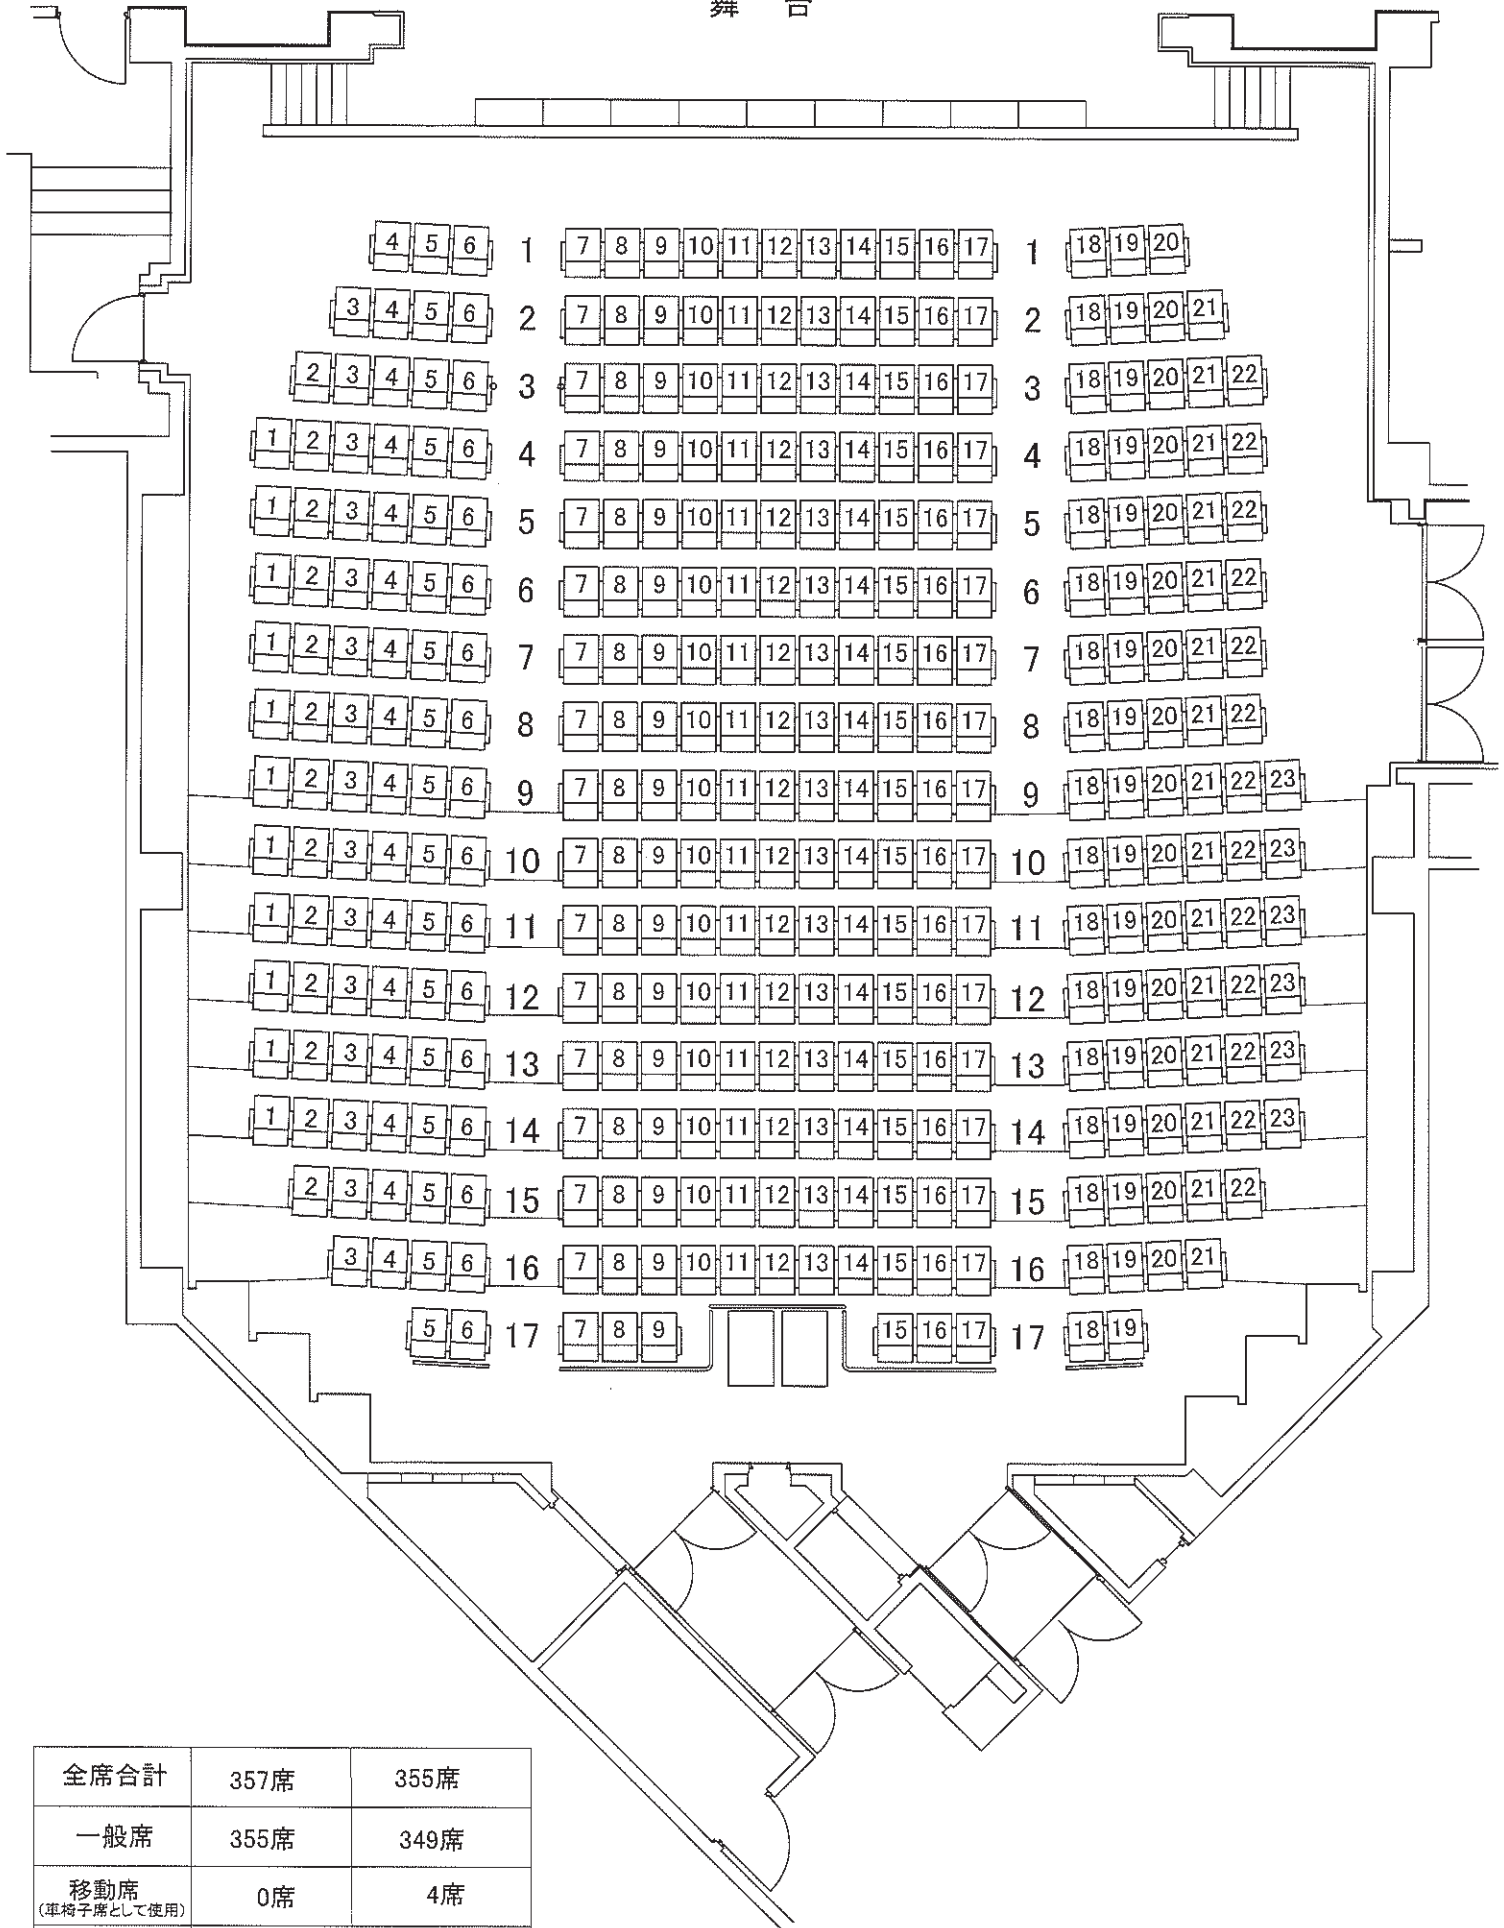 舞 台
4 5 6 1 7 8 9 10 11 12 13 14 15 16 17 1 18 19 20
3 4 5 6 2 7 8 9 10 11 12 13 14 15 16 17 2 18 19 20 21
2 3 4 5 6 3 7 8 9 10 11 12 13 14 15 16 17 3 18 19 20 21 22
1 2 3 4 5 6 4 7 8 9 10 11 12 13 14 15 16 17 4 18 19 20 21 22
1 2 3 4 5 6 5 7 8 9 10 11 12 13 14 15 16 17 5 18 19 20 21 22
1 2 3 4 5 6 6 7 8 9 10 11 12 13 14 15 16 17 6 18 19 20 21 22
1 2 3 4 5 6 7 7 8 9 10 11 12 13 14 15 16 17 7 18 19 20 21 22
1 2 3 4 5 6 8 7 8 9 10 11 12 13 14 15 16 17 8 18 19 20 21 22
1 2 3 4 5 6 9 7 8 9 10 11 12 13 14 15 16 17 9 18 19 20 21 22 23
1 2 3 4 5 6 10 7 8 9 10 11 12 13 14 15 16 17 10 18 19 20 21 22 23
1 2 3 4 5 6 11 7 8 9 10 11 12 13 14 15 16 17 11 18 19 20 21 22 23
1 2 3 4 5 6 12 7 8 9 10 11 12 13 14 15 16 17 12 18 19 20 21 22 23
1 2 3 4 5 6 13 7 8 9 10 11 12 13 14 15 16 17 13 18 19 20 21 22 23
1 2 3 4 5 6 14 7 8 9 10 11 12 13 14 15 16 17 14 18 19 20 21 22 23
2 3 4 5 6 15 7 8 9 10 11 12 13 14 15 16 17 15 18 19 20 21 22
3 4 5 6 16 7 8 9 10 11 12 13 14 15 16 17 16 18 19 20 21
5 6 17 7 8 9 15 16 17 17 18 19
全席合計 357席 355席
一般席 355席 349席
移動席 0席 4席
(車椅子席として使用)